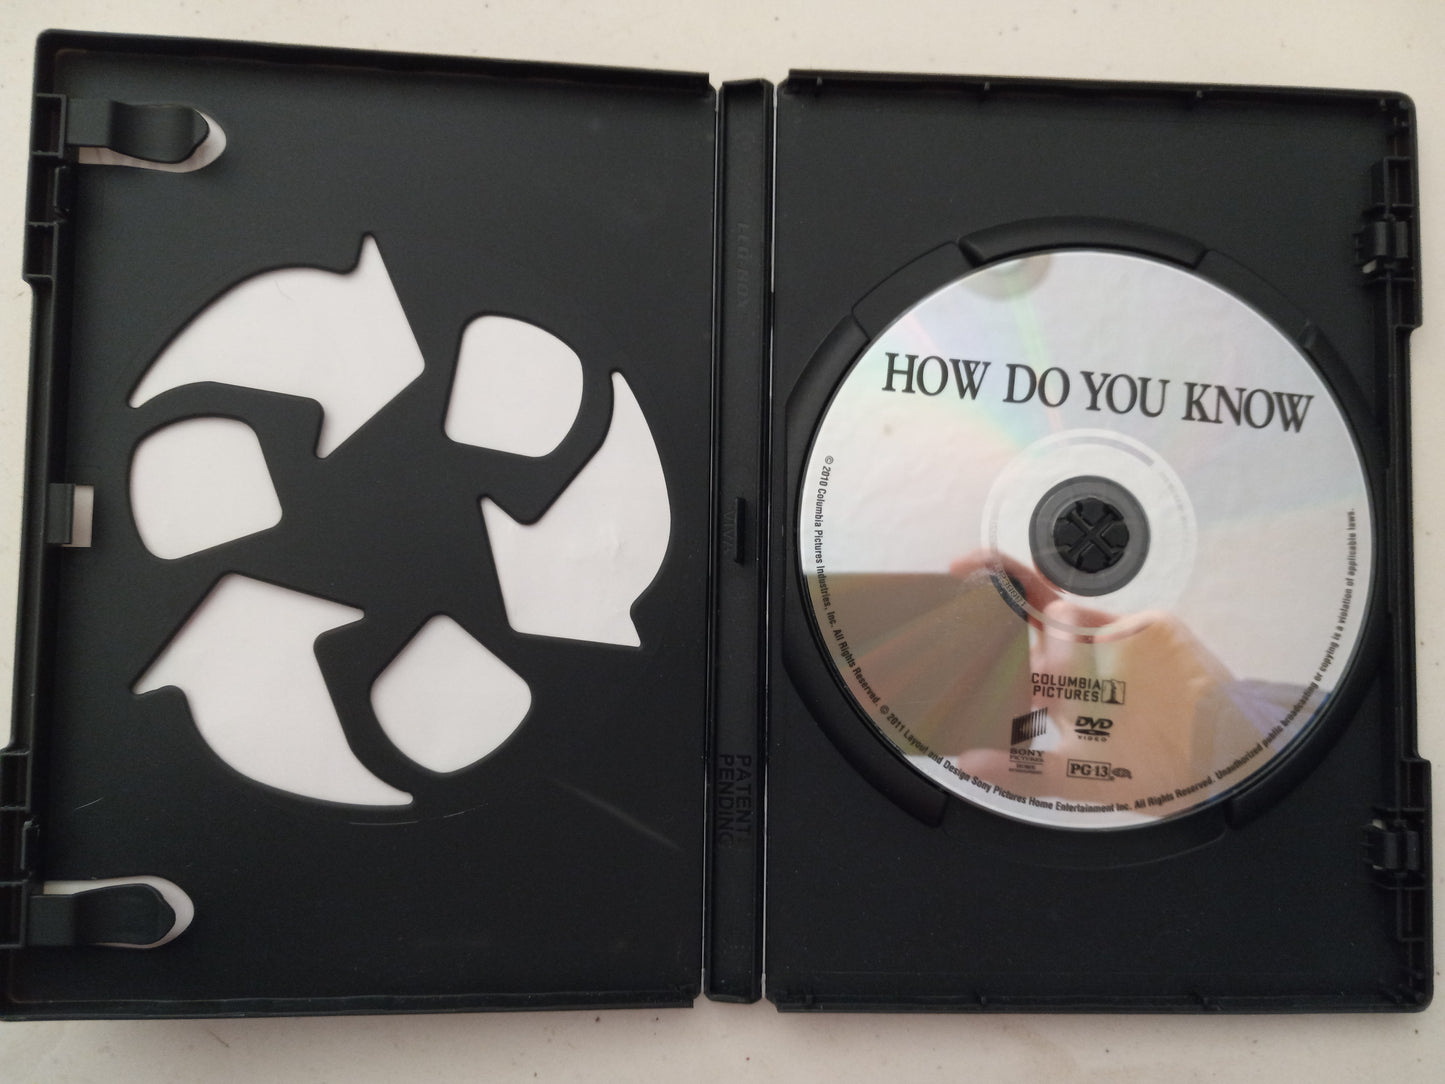 HOW DO YOU KNOW
COLUMBIA
PICTURES
SONY
PICTURES
DVD
VIDEO
PG-13
© 2010 Columbia Pictures Industries, Inc. All Rights Reserved. © 2011 Layout and Design Sony Pictures Home Entertainment Inc. All Rights Reserved. Unauthorized public broadcasting or copying is a violation of applicable laws.
PATENT
PENDING